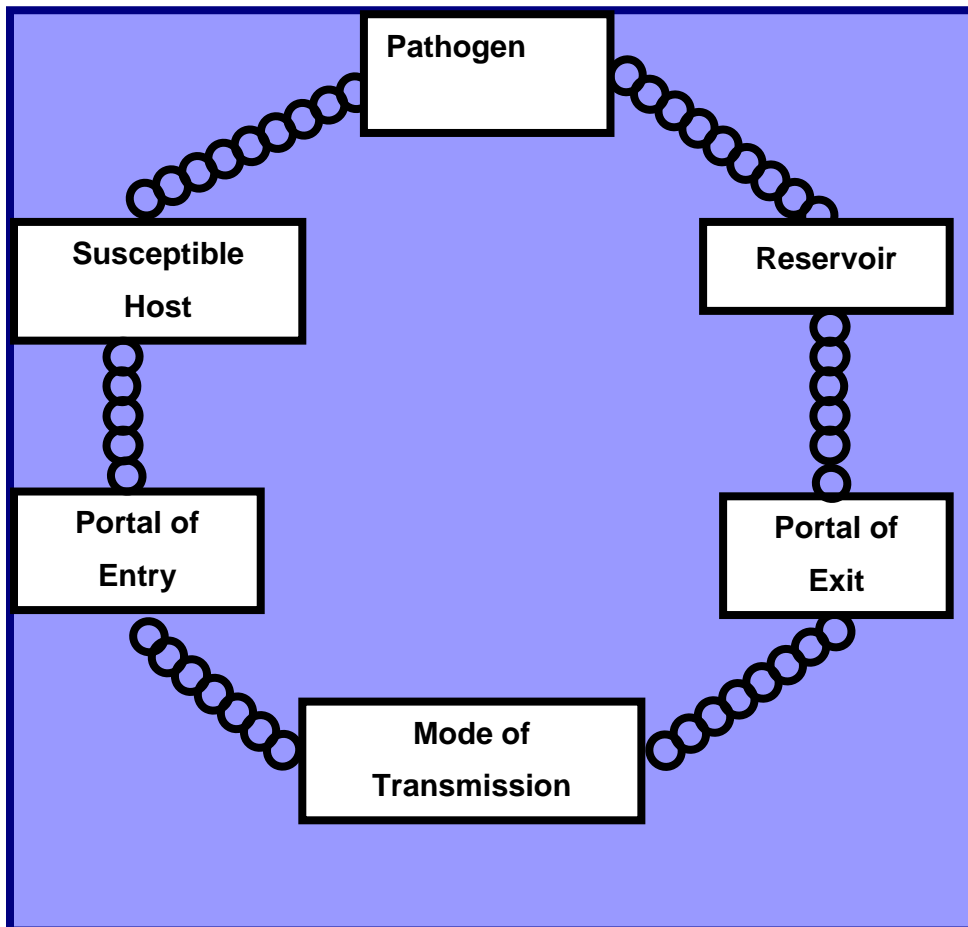 Pathogen
Reservoir
Portal of
Exit
Mode of
Transmission
Portal of
Entry
Susceptible
Host